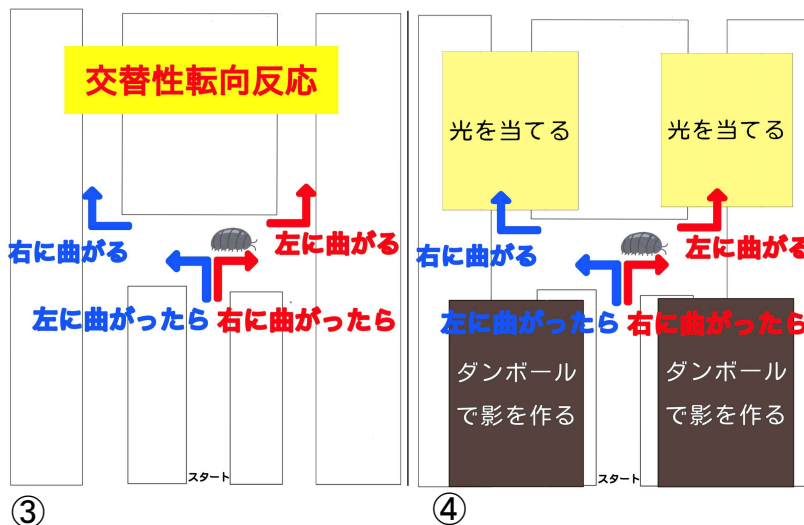 交替性転向反応
右に曲がる
左に曲がる
左に曲がったら
右に曲がったら
スタート
③
光を当てる
光を当てる
右に曲がる
左に曲がる
左に曲がったら
右に曲がったら
ダンボール
で影を作る
ダンボール
で影を作る
スタート
④